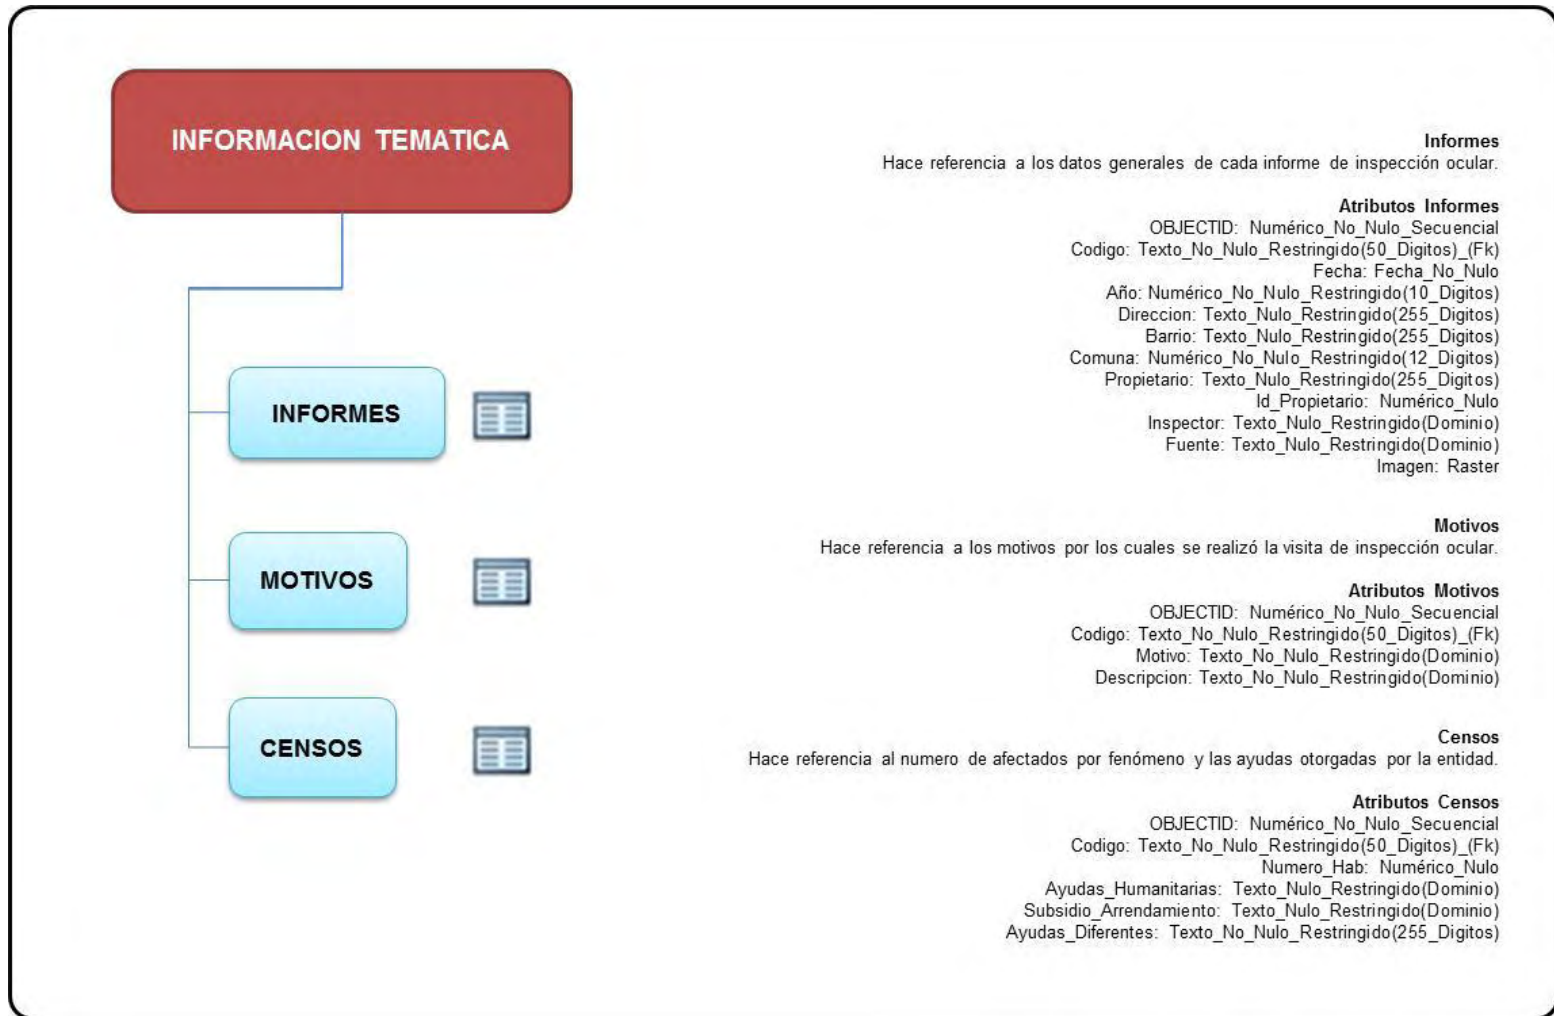 INFORMACION TEMATICA
INFORMES
MOTIVOS
CENSOS
Informes
Hace referencia a los datos generales de cada informe de inspección ocular.
Atributos Informes
OBJECTID: Numérico_No_Nulo_Secuencial
Codigo: Texto_No_Nulo_Restringido(50_Digitos)_(Fk)
Fecha: Fecha_No_Nulo
Año: Numérico_No_Nulo_Restringido(10_Digitos)
Direccion: Texto_Nulo_Restringido(255_Digitos)
Barrio: Texto_Nulo_Restringido(255_Digitos)
Comuna: Numérico_No_Nulo_Restringido(12_Digitos)
Propietario: Texto_Nulo_Restringido(255_Digitos)
Id_Propietario: Numérico_Nulo
Inspector: Texto_Nulo_Restringido(Dominio)
Fuente: Texto_Nulo_Restringido(Dominio)
Imagen: Raster
Motivos
Hace referencia a los motivos por los cuales se realizó la visita de inspección ocular.
Atributos Motivos
OBJECTID: Numérico_No_Nulo_Secuencial
Codigo: Texto_No_Nulo_Restringido(50_Digitos)_(Fk)
Motivo: Texto_No_Nulo_Restringido(Dominio)
Descripcion: Texto_No_Nulo_Restringido(Dominio)
Censos
Hace referencia al numero de afectados por fenómeno y las ayudas otorgadas por la entidad.
Atributos Censos
OBJECTID: Numérico_No_Nulo_Secuencial
Codigo: Texto_No_Nulo_Restringido(50_Digitos)_(Fk)
Numero_Hab: Numérico_Nulo
Ayudas_Humanitarias: Texto_Nulo_Restringido(Dominio)
Subsidio_Arrendamiento: Texto_Nulo_Restringido(Dominio)
Ayudas_Diferentes: Texto_No_Nulo_Restringido(255_Digitos)